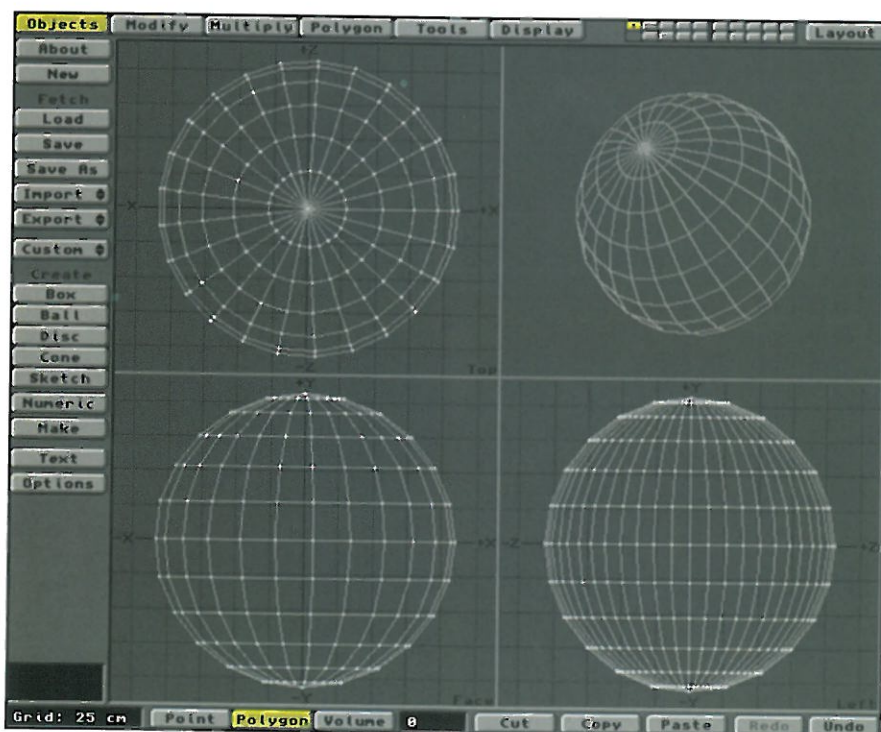 Objects Modify Multiply Polygon Tools Display Layout
About
New
Fetch
Load
Save
Save As
Import
Export
Custom
Create
Box
Ball
Disc
Cone
Sketch
Numeric
Make
Text
Options
+Z
-X +X
-Z
Top
+Y
-X +X
-Y
Face
+Y
-Z +Z
-Y
Left
Grid: 25 cm Point Polygon Volume 0 Cut Copy Paste Redo Undo